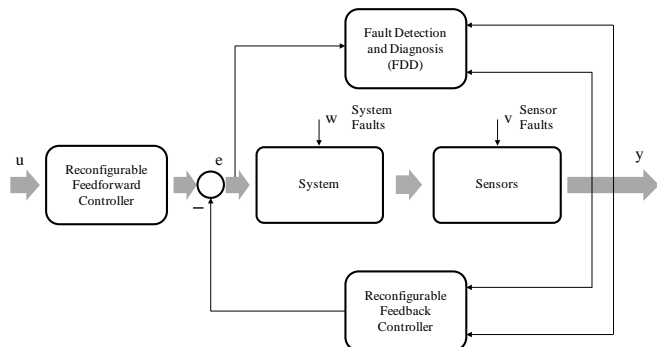 Fault Detection
and Diagnosis
(FDD)
w
System
Faults
v
Sensor
Faults
u
Reconfigurable
Feedforward
Controller
e
−
System
Sensors
y
Reconfigurable
Feedback
Controller